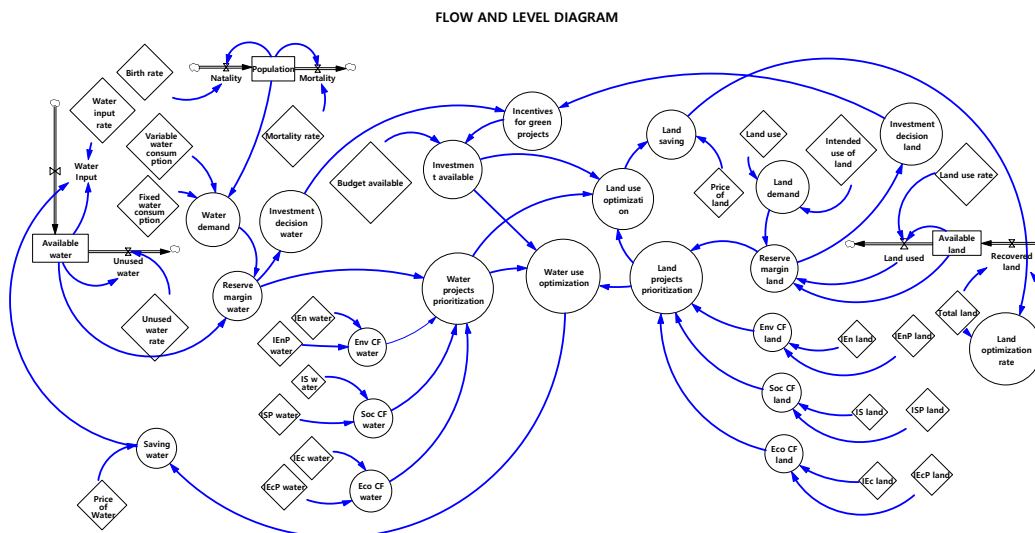 FLOW AND LEVEL DIAGRAM
Birth rate
Natality
Population
Mortality
Water
input
rate
Variable
water
consum
ption
Mortality rate
Water
Input
Fixed
water
consum
ption
Water
demand
Investment
decision
water
Budget available
Incentives
for green
projects
Investmen
t available
Land
saving
Land use
Intended
use of
land
Investment
decision
land
Land use
optimizati
on
Price
of
land
Land
demand
Land use rate
Available
water
Unused
water
Reserve
margin
water
Unused
water
rate
Water
projects
prioritization
Water use
optimization
Land
projects
prioritization
Reserve
margin
land
Land used
Available
land
Recovered
land
IEn water
IEnP
water
Env CF
water
Env CF
land
IEn land
IEnP land
Total land
Land
optimization
rate
IS w
ater
ISP water
Soc CF
water
Soc CF
land
IS land
ISP land
Saving
water
Price
of
Water
IEc water
IEcP water
Eco CF
water
Eco CF
land
IEc land
IEcP land